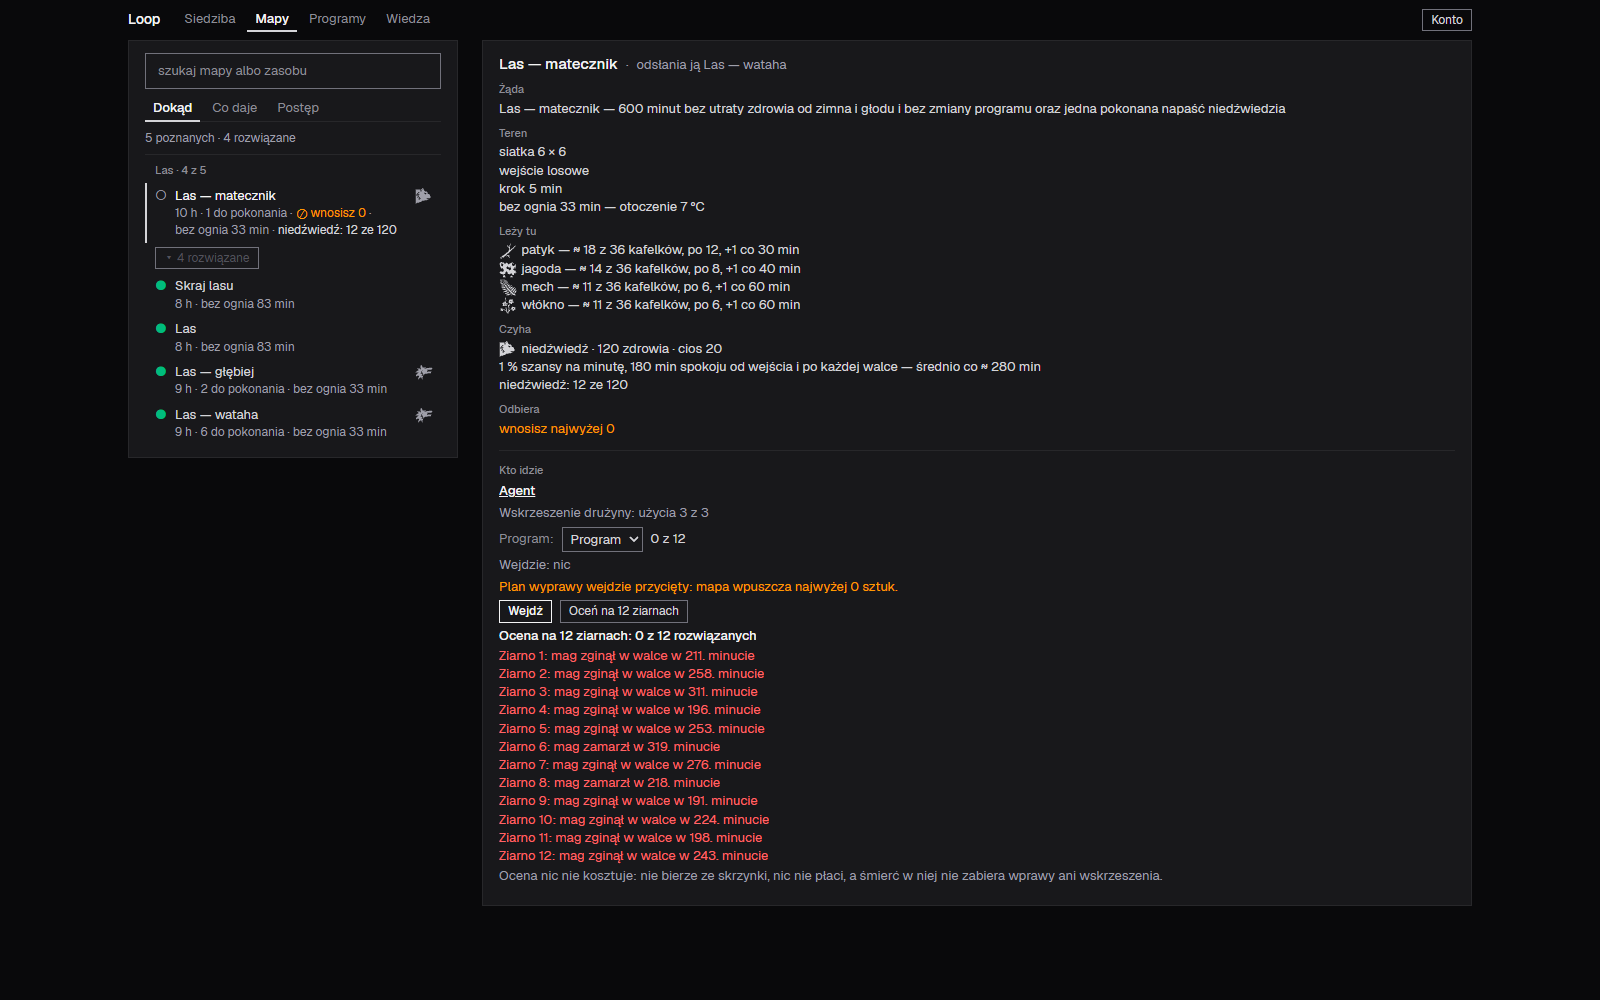 Loop Siedziba Mapy Programy Wiedza Konto
szukaj mapy albo zasobu
Dokąd Co daje Postęp
5 poznanych · 4 rozwiązane
Las · 4 z 5
Las — matecznik
10 h · 1 do pokonania · wnosisz 0 ·
bez ognia 33 min · niedźwiedź: 12 ze 120
4 rozwiązane
Skraj lasu
8 h · bez ognia 83 min
Las
8 h · bez ognia 83 min
Las — głębiej
9 h · 2 do pokonania · bez ognia 33 min
Las — wataha
9 h · 6 do pokonania · bez ognia 33 min
Las — matecznik · odsłania ją Las — wataha
Żąda
Las — matecznik — 600 minut bez utraty zdrowia od zimna i głodu i bez zmiany programu oraz jedna pokonana napaść niedźwiedzia
Teren
siatka 6 × 6
wejście losowe
krok 5 min
bez ognia 33 min — otoczenie 7 °C
Leży tu
patyk — ≈ 18 z 36 kafelków, po 12, +1 co 30 min
jagoda — ≈ 14 z 36 kafelków, po 8, +1 co 40 min
mech — ≈ 11 z 36 kafelków, po 6, +1 co 60 min
włókno — ≈ 11 z 36 kafelków, po 6, +1 co 60 min
Czyha
niedźwiedź · 120 zdrowia · cios 20
1 % szansy na minutę, 180 min spokoju od wejścia i po każdej walce — średnio co ≈ 280 min
niedźwiedź: 12 ze 120
Odbiera
wnosisz najwyżej 0
Kto idzie
Agent
Wskrzeszenie drużyny: użycia 3 z 3
Program: Program 0 z 12
Wejdzie: nic
Plan wyprawy wejdzie przycięty: mapa wpuszcza najwyżej 0 sztuk.
Wejdź Oceń na 12 ziarnach
Ocena na 12 ziarnach: 0 z 12 rozwiązanych
Ziarno 1: mag zginął w walce w 211. minucie
Ziarno 2: mag zginął w walce w 258. minucie
Ziarno 3: mag zginął w walce w 311. minucie
Ziarno 4: mag zginął w walce w 196. minucie
Ziarno 5: mag zginął w walce w 253. minucie
Ziarno 6: mag zamarzł w 319. minucie
Ziarno 7: mag zginął w walce w 276. minucie
Ziarno 8: mag zamarzł w 218. minucie
Ziarno 9: mag zginął w walce w 191. minucie
Ziarno 10: mag zginął w walce w 224. minucie
Ziarno 11: mag zginął w walce w 198. minucie
Ziarno 12: mag zginął w walce w 243. minucie
Ocena nic nie kosztuje: nie bierze ze skrzynki, nic nie płaci, a śmierć w niej nie zabiera wprawy ani wskrzeszenia.